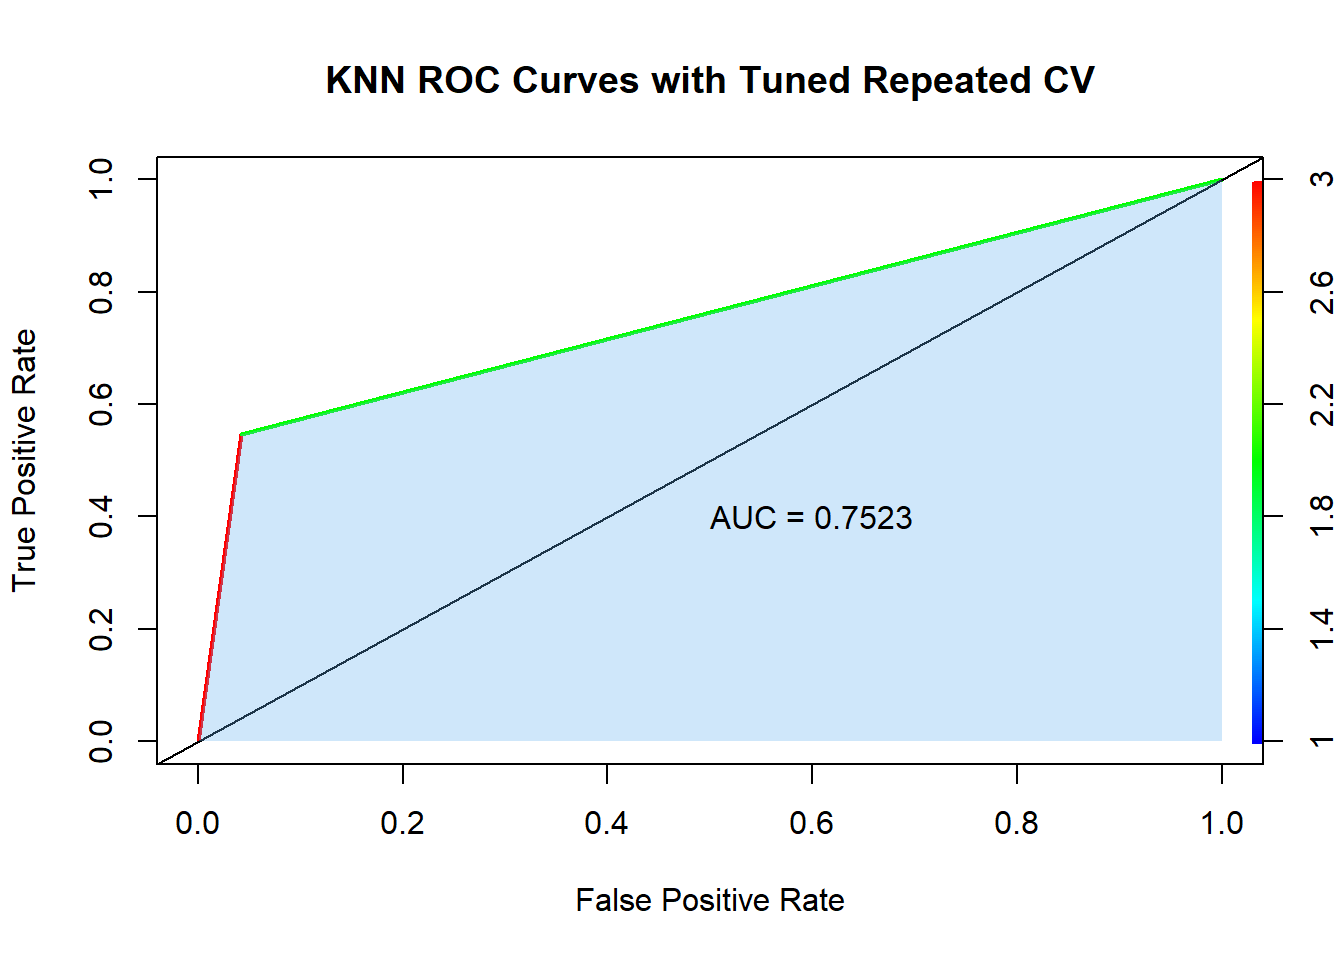 KNN ROC Curves with Tuned Repeated CV
True Positive Rate
1.0
0.8
0.6
0.4
0.2
0.0
AUC = 0.7523
3
2.6
2.2
1.8
1.4
1
0.0 0.2 0.4 0.6 0.8 1.0
False Positive Rate